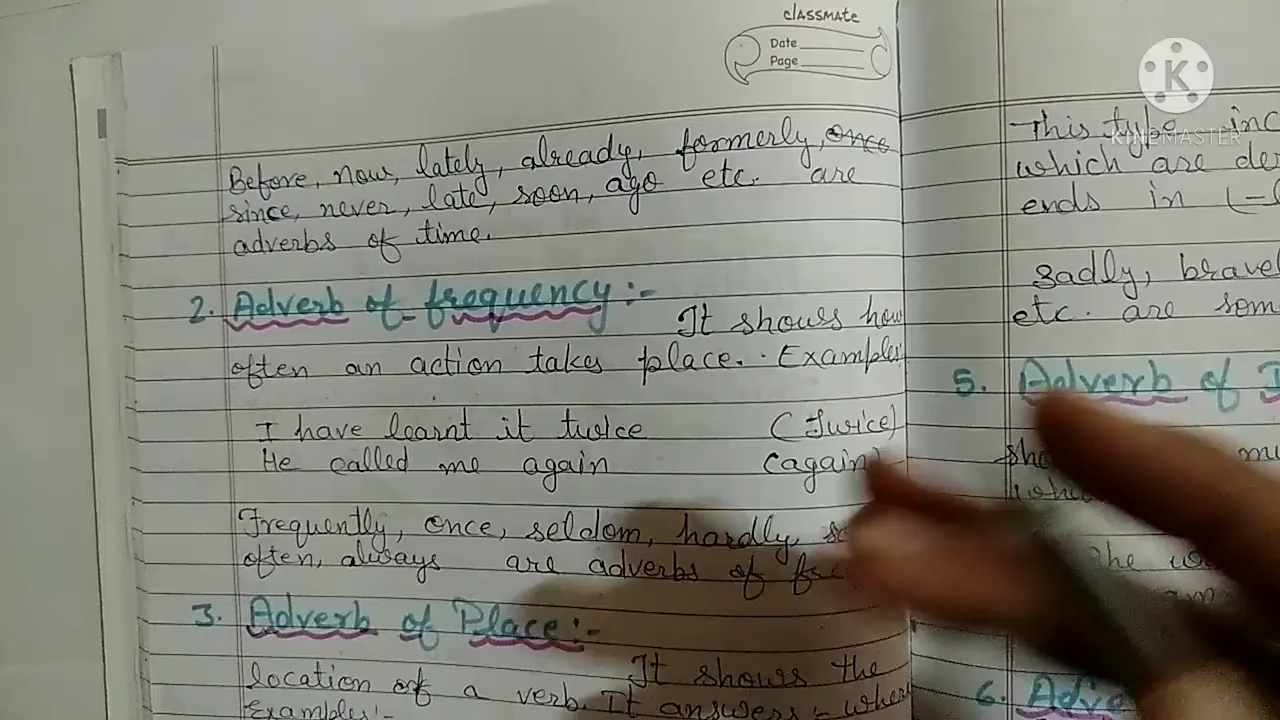 classmate
Date
Page
Before, now, lately, already, formerly, once
since, never, late, soon, ago etc. are
adverbs of time.
2. Adverb of frequency:-
It shows how
often an action takes place. Examples:
I have learnt it twice (Twice)
He called me again (again)
Frequently, once, seldom, hardly,
often, always are adverbs of
3. Adverb of Place:-
It shows the
location of a verb. It answers:- where
Examples:-
This type inc
which are de
ends in (-
sadly, bravel
etc. are som
5. Adverb of
6.
K
KINEMASTER